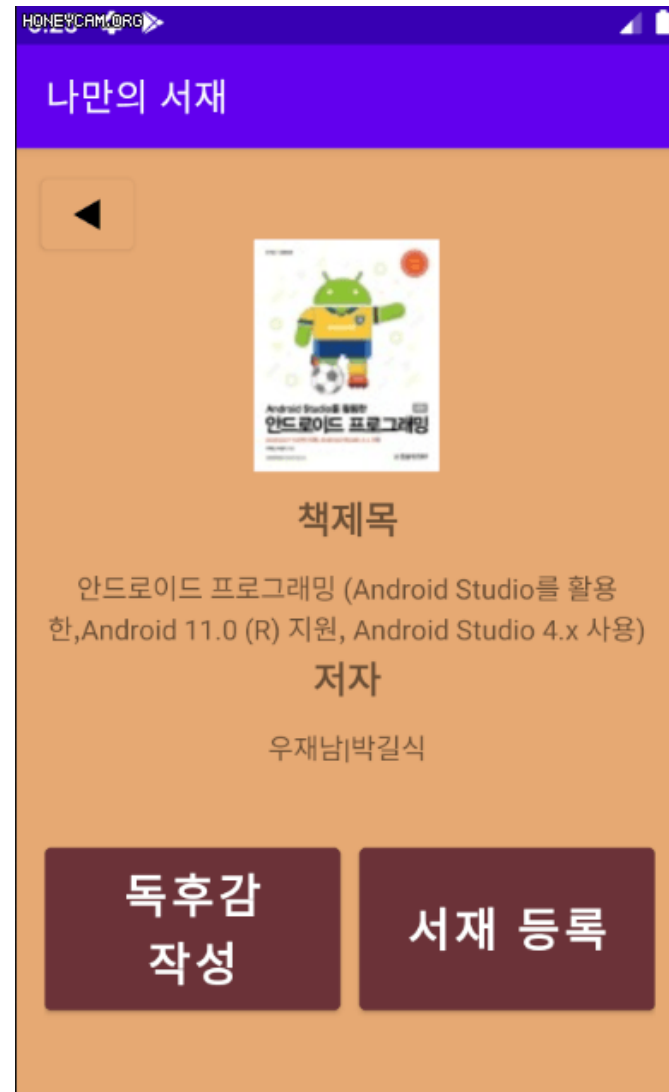 HONEYCAM.ORG
나만의 서재
Android Studio를 활용한
안드로이드 프로그래밍
책제목
안드로이드 프로그래밍 (Android Studio를 활용
한,Android 11.0 (R) 지원, Android Studio 4.x 사용)
저자
우재남|박길식
독후감
작성
서재 등록